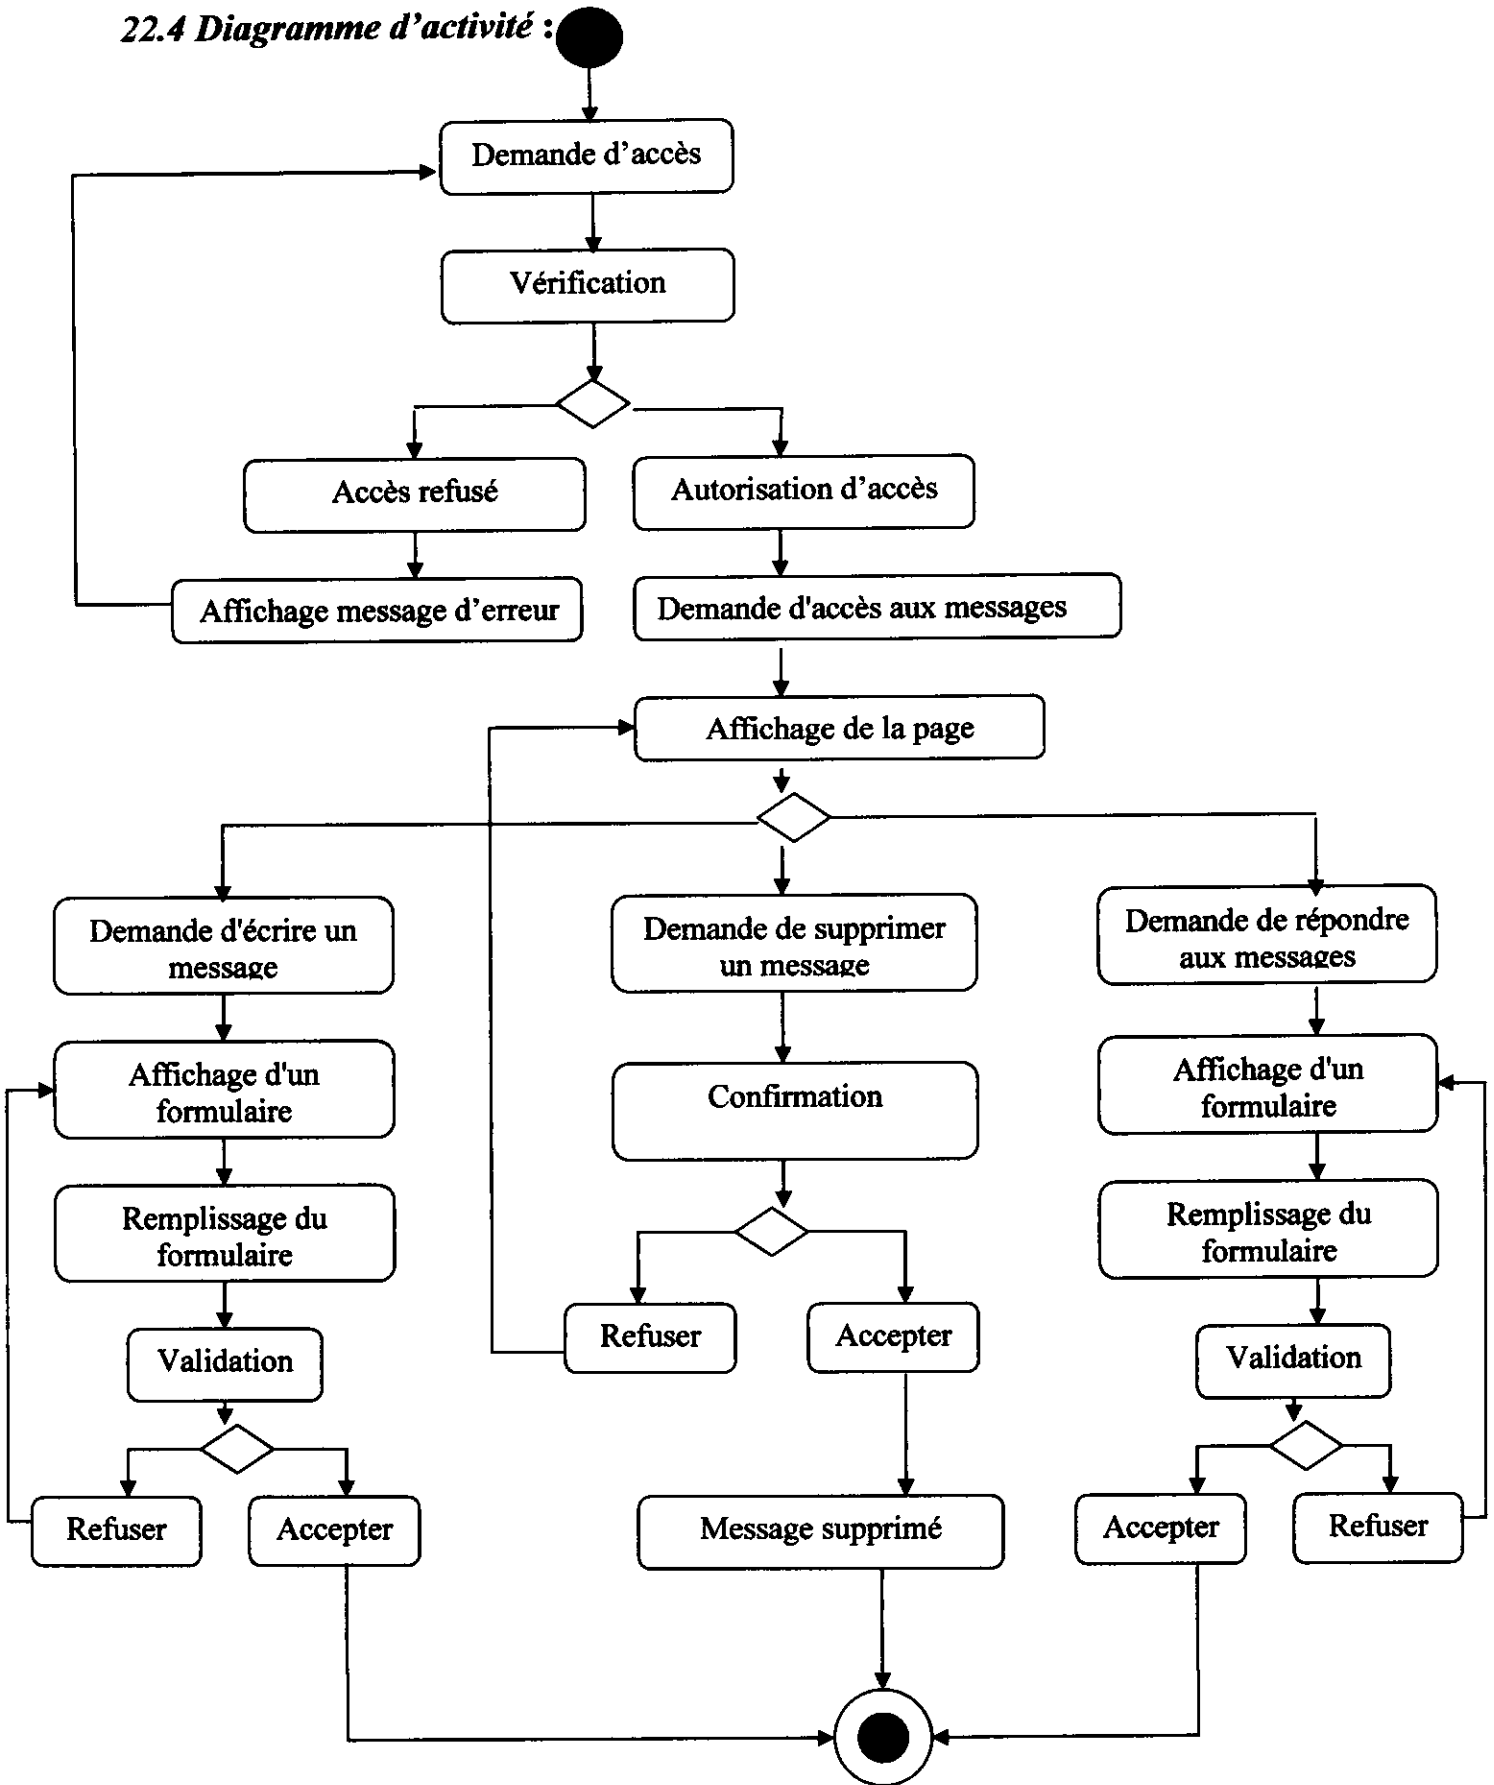 22.4 Diagramme d'activité :
Demande d'accès
Vérification
Accès refusé
Autorisation d'accès
Affichage message d'erreur
Demande d'accès aux messages
Affichage de la page
Demande d'écrire un
message
Demande de supprimer
un message
Demande de répondre
aux messages
Affichage d'un
formulaire
Confirmation
Affichage d'un
formulaire
Remplissage du
formulaire
Remplissage du
formulaire
Refuser
Accepter
Validation
Validation
Refuser
Accepter
Message supprimé
Accepter
Refuser